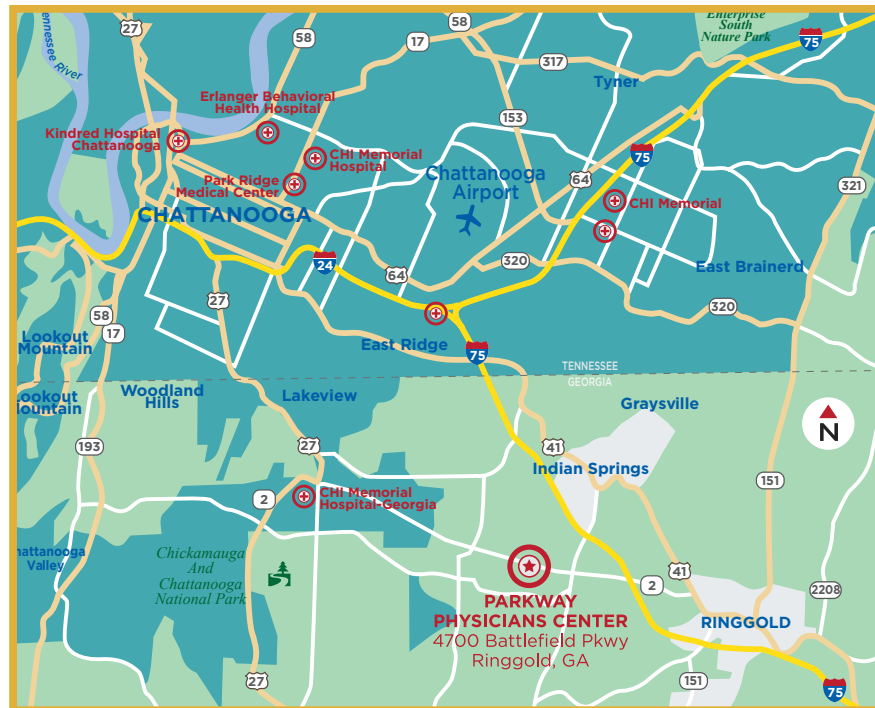 Tennessee
River
27
58
58
17
Enterprise
South
Nature Park
75
317
Tyner
Erlanger Behavioral
Health Hospital
153
Kindred Hospital
Chattanooga
CHI Memorial
Hospital
75
Park Ridge
Medical Center
Chattanooga
Airport
64
321
CHI Memorial
CHATTANOOGA
24
64
320
East Brainerd
27
320
58
17
Lookout
Mountain
East Ridge
75
TENNESSEE
GEORGIA
Lookout
Mountain
Woodland
Hills
Lakeview
Graysville
N
193
27
41
Indian Springs
151
2
CHI Memorial
Hospital-Georgia
Chattanooga
Valley
Chickamauga
And
Chattanooga
National Park
41
2
2208
PARKWAY
PHYSICIANS CENTER
4700 Battlefield Pkwy
Ringgold, GA
RINGGOLD
27
151
75